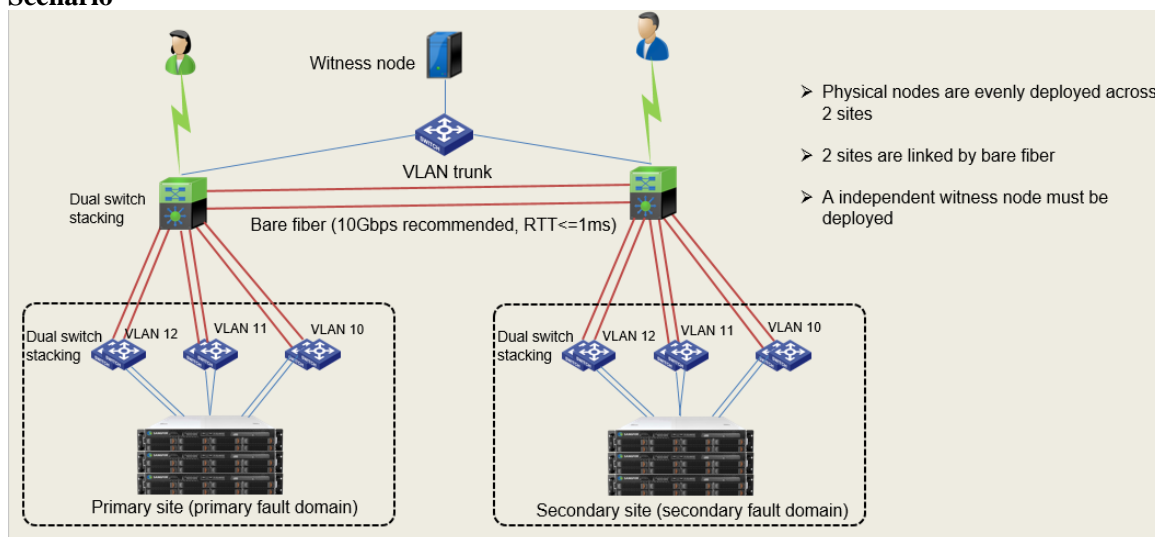 Scenario
Witness node
SWITCH
VLAN trunk
Dual switch
stacking
Bare fiber (10Gbps recommended, RTT<=1ms)
➢ Physical nodes are evenly deployed across
2 sites
➢ 2 sites are linked by bare fiber
➢ A independent witness node must be
deployed
Dual switch
stacking
VLAN 12
VLAN 11
VLAN 10
Primary site (primary fault domain)
Dual switch
stacking
VLAN 12
VLAN 11
VLAN 10
Secondary site (secondary fault domain)